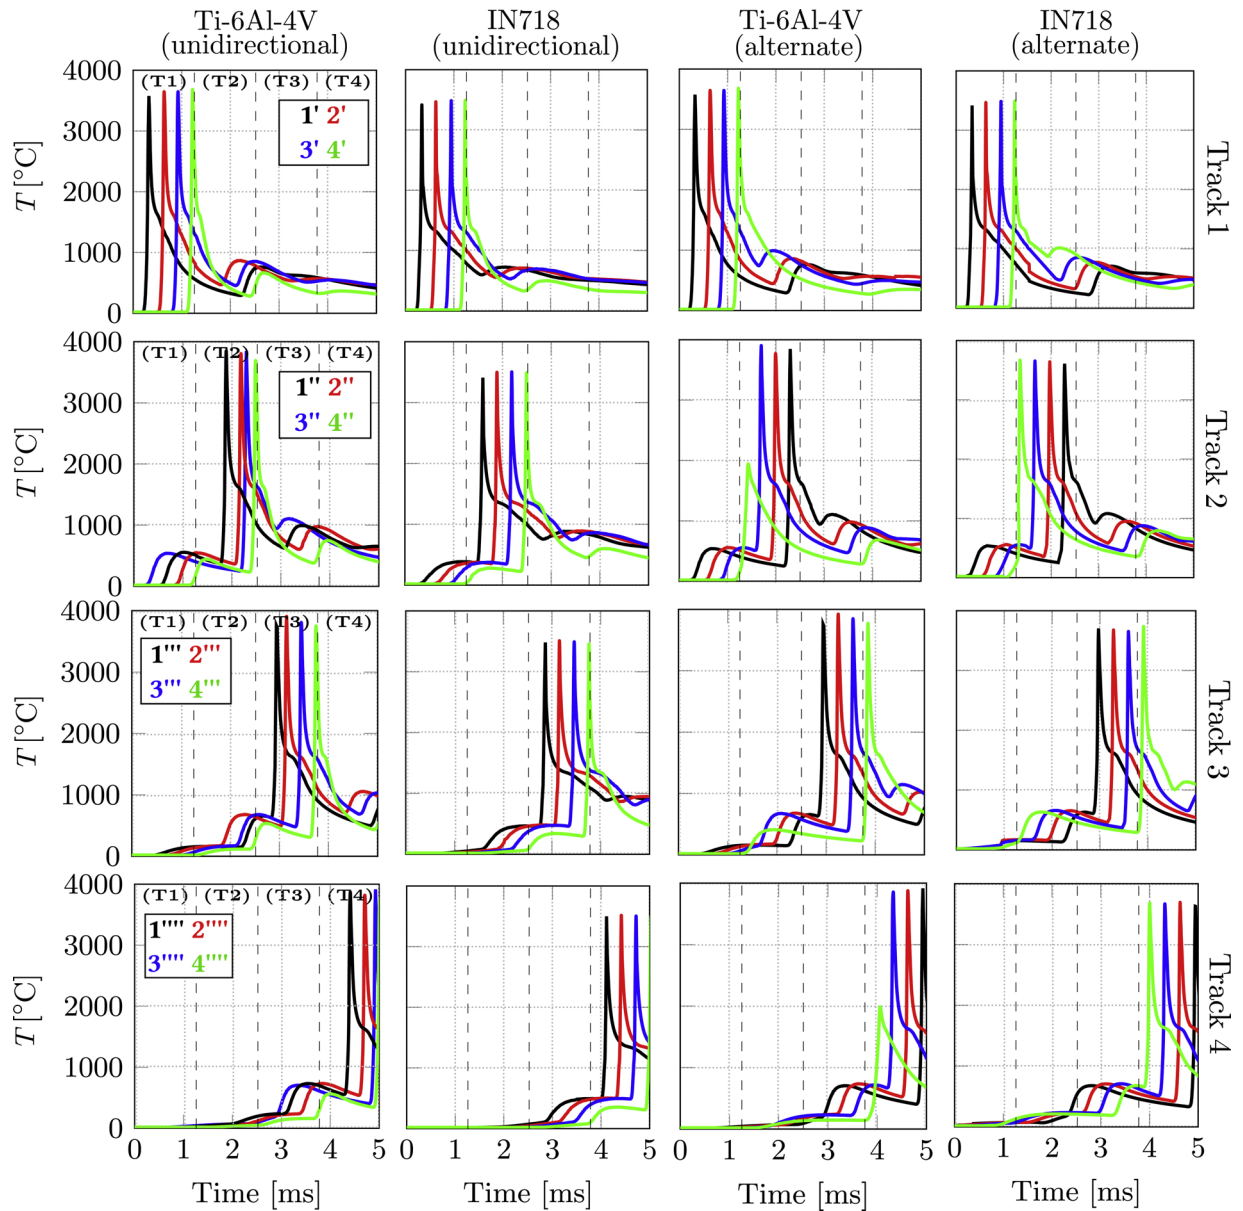 Ti-6Al-4V IN718 Ti-6Al-4V IN718
(unidirectional) (unidirectional) (alternate) (alternate)
4000 (T1) (T2) (T3) (T4)
1' 2'
3' 4'
3000
2000
1000
0
T [°C]
Track 1
4000 (T1) (T2) (T3) (T4)
1'' 2''
3'' 4''
3000
2000
1000
0
T [°C]
Track 2
4000 (T1) (T2) (T3) (T4)
1''' 2'''
3''' 4'''
3000
2000
1000
0
T [°C]
Track 3
4000 (T1) (T2) (T3) (T4)
1'''' 2''''
3'''' 4''''
3000
2000
1000
0
T [°C]
Track 4
0 1 2 3 4 5 0 1 2 3 4 5 0 1 2 3 4 5 0 1 2 3 4 5
Time [ms] Time [ms] Time [ms] Time [ms]